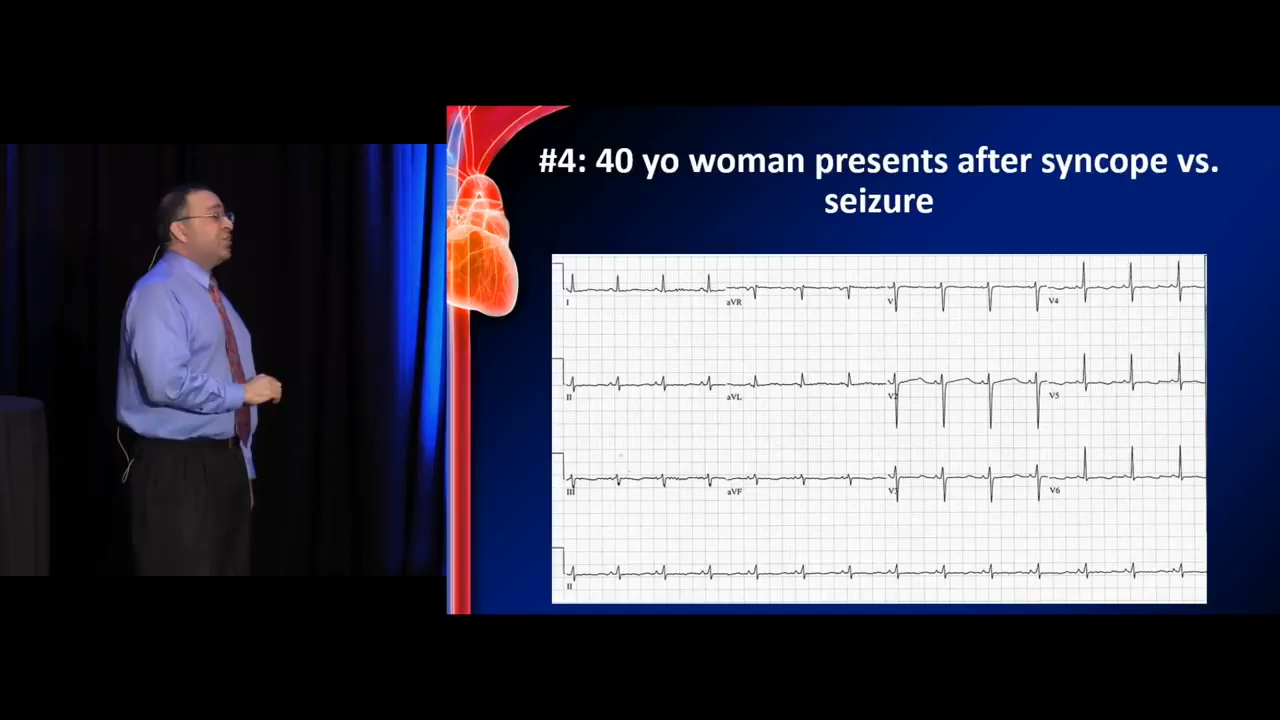 #4: 40 yo woman presents after syncope vs.
seizure
I
aVR
V
V4
II
aVL
V2
V5
III
aVF
V3
V6
II